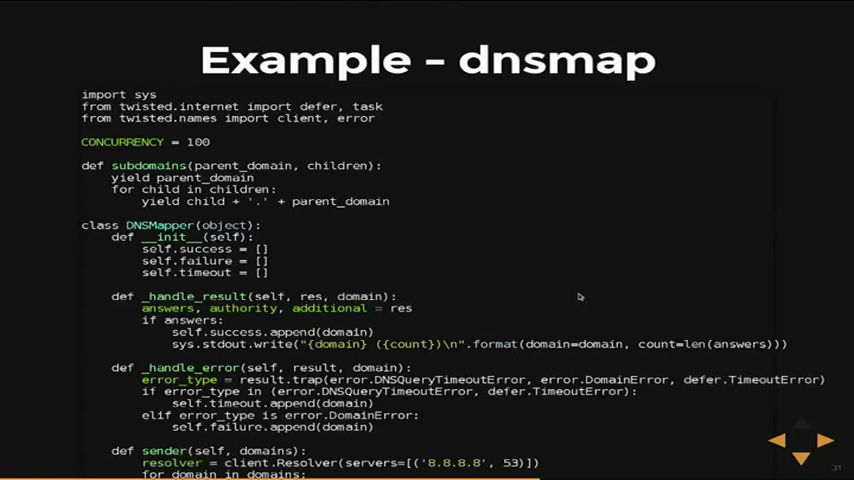 Example – dnsmap
import sys
from twisted.internet import defer, task
from twisted.names import client, error
CONCURRENCY = 100
def subdomains(parent_domain, children):
yield parent_domain
for child in children:
yield child + '.' + parent_domain
class DNSMapper(object):
def __init__(self):
self.success = []
self.failure = []
self.timeout = []
def _handle_result(self, res, domain):
answers, authority, additional = res
if answers:
self.success.append(domain)
sys.stdout.write("{domain} ({count})\n".format(domain=domain, count=len(answers)))
def _handle_error(self, result, domain):
error_type = result.trap(error.DNSQueryTimeoutError, error.DomainError, defer.TimeoutError)
if error_type in (error.DNSQueryTimeoutError, defer.TimeoutError):
self.timeout.append(domain)
elif error_type is error.DomainError:
self.failure.append(domain)
def sender(self, domains):
resolver = client.Resolver(servers=[('8.8.8.8', 53)])
for domain in domains:
31